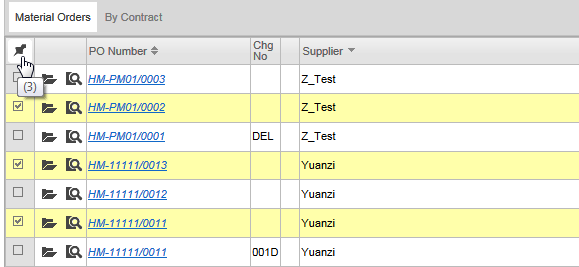 Material Orders By Contract
PO Number Chg No Supplier
HM-PM01/0003 Z_Test
(3)
HM-PM01/0002 Z_Test
HM-PM01/0001 DEL Z_Test
HM-11111/0013 Yuanzi
HM-11111/0012 Yuanzi
HM-11111/0011 Yuanzi
HM-11111/0011 001D Yuanzi